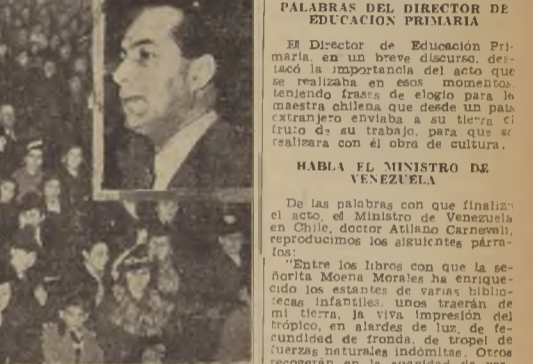 PALABRAS DEL DIRECTOR DE
EDUCACION PRIMARIA
El Director de Educación Pri-
maria, en un breve discurso, des-
tacó la importancia del acto que
se realizaba en esos momentos,
teniendo frases de elogio para la
maestra chilena que desde un país
extranjero enviaba a su tierra el
fruto de su trabajo, para que se
realizara con él obra de cultura.
HABLA EL MINISTRO DE
VENEZUELA
De las palabras con que finalizó
el acto, el Ministro de Venezuela
en Chile, doctor Atilano Carnevali,
reproducimos los siguientes párra-
fos:
"Entre los libros con que la se-
ñorita Moena Morales ha enrique-
cido los estantes de varias biblio-
tecas infantiles, unos traerán de
mi tierra, la viva impresión del
trópico, en alardes de luz, de fe-
cundidad de fronda, de tropel de
fuerzas naturales indómitas. Otros